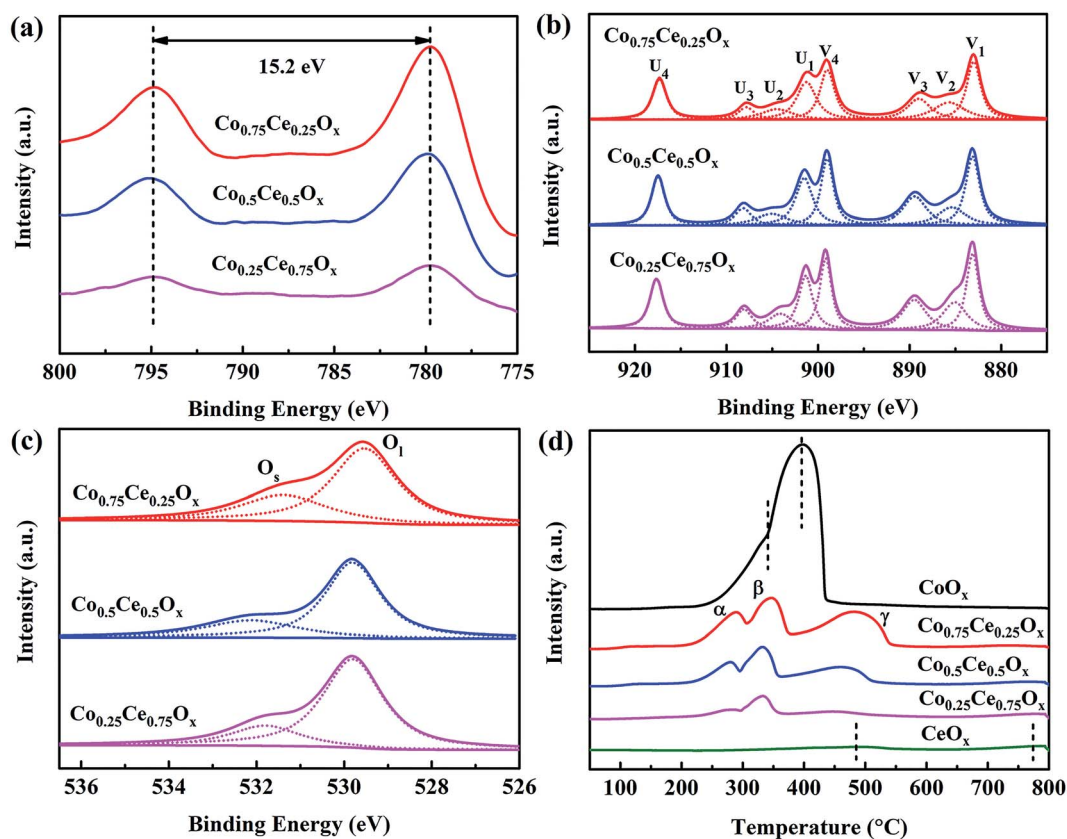 (a)
15.2 eV
Co0.75Ce0.25Ox
Co0.5Ce0.5Ox
Co0.25Ce0.75Ox
Intensity (a.u.)
800 795 790 785 780 775
Binding Energy (eV)
(b)
Co0.75Ce0.25Ox
U4 U3 U2 U1 V4 V3 V2 V1
Co0.5Ce0.5Ox
Co0.25Ce0.75Ox
Intensity (a.u.)
920 910 900 890 880
Binding Energy (eV)
(c)
Os Ol
Co0.75Ce0.25Ox
Co0.5Ce0.5Ox
Co0.25Ce0.75Ox
Intensity (a.u.)
536 534 532 530 528 526
Binding Energy (eV)
(d)
CoOx
α β γ
Co0.75Ce0.25Ox
Co0.5Ce0.5Ox
Co0.25Ce0.75Ox
CeOx
Intensity (a.u.)
100 200 300 400 500 600 700 800
Temperature (°C)